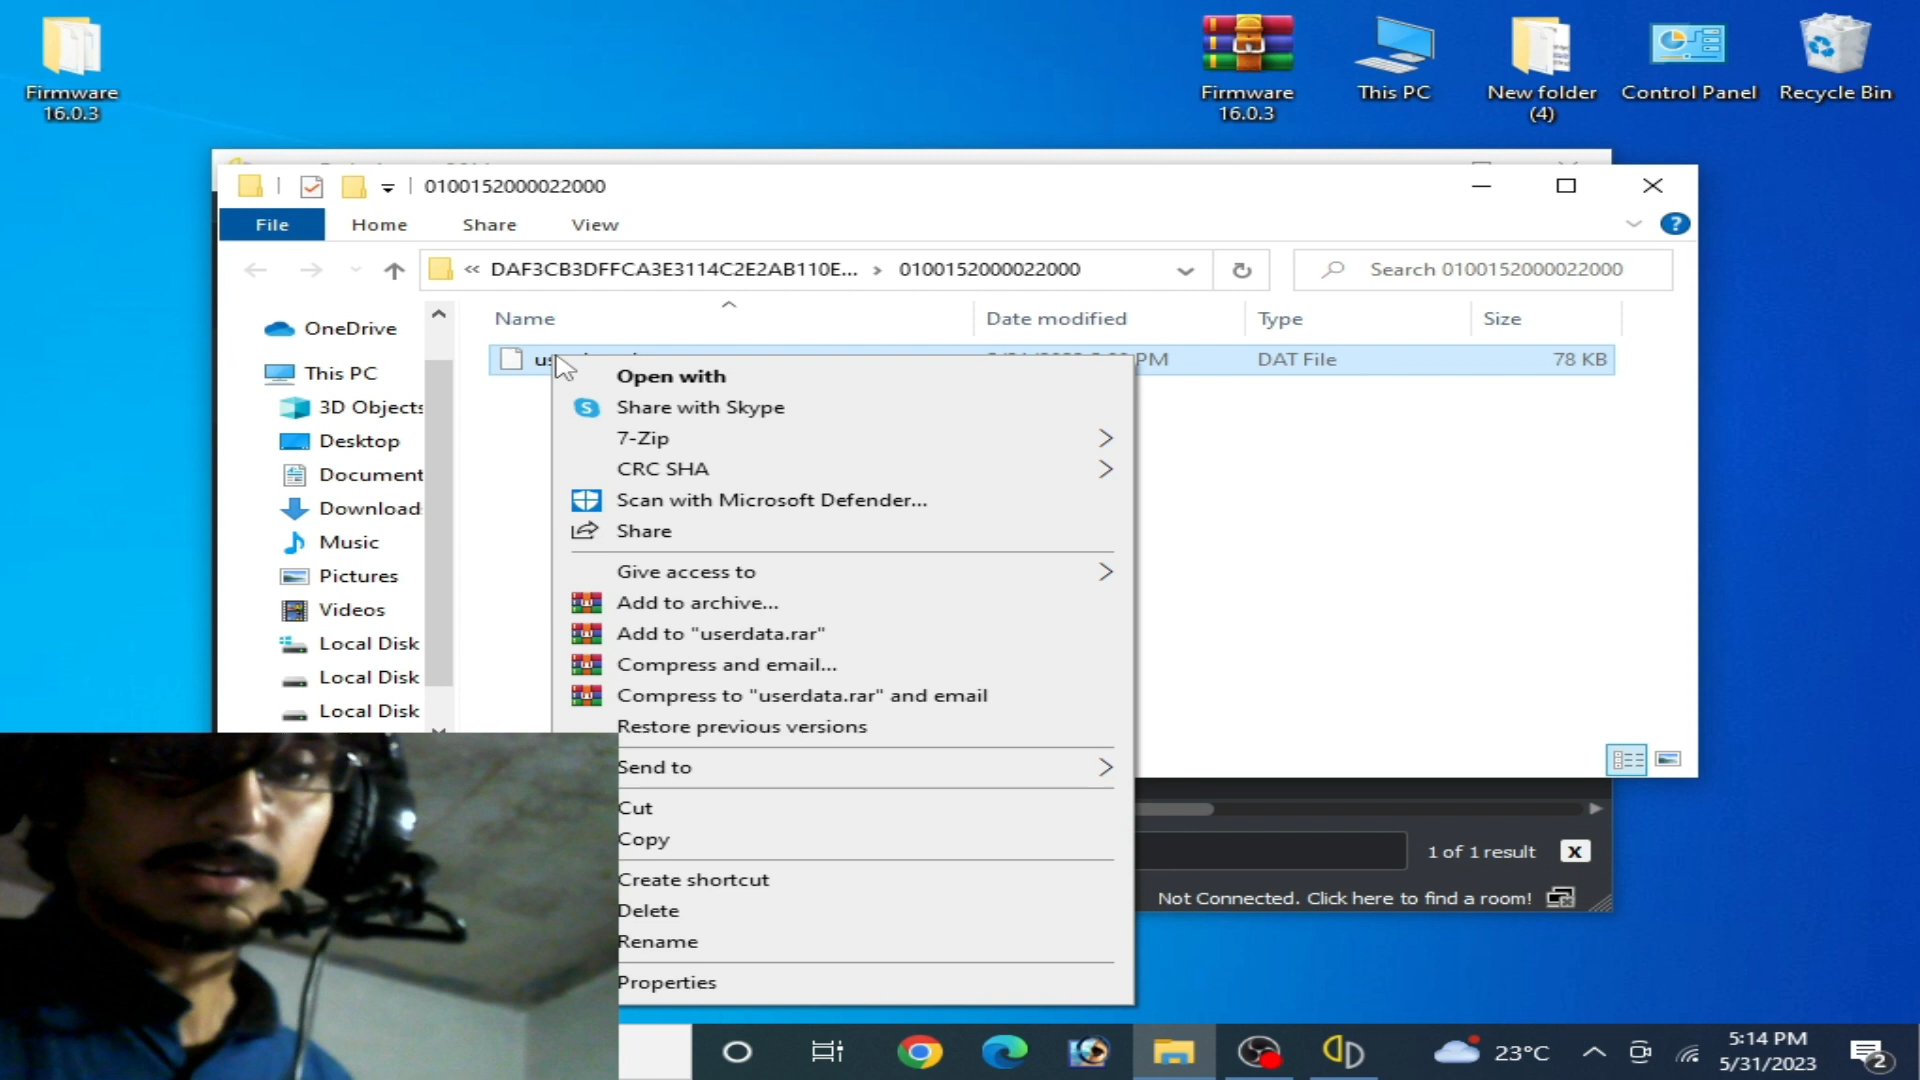 Firmware
16.0.3
Firmware
16.0.3
This PC
New folder
(4)
Control Panel
Recycle Bin
0100152000022000
File
Home
Share
View
?
« DAF3CB3DFFCA3E3114C2E2AB110E... › 0100152000022000
Search 0100152000022000
Name
Date modified
Type
Size
PM
DAT File
78 KB
OneDrive
This PC
3D Objects
Desktop
Document
Download
Music
Pictures
Videos
Local Disk
Local Disk
Local Disk
Open with
Share with Skype
7-Zip
CRC SHA
Scan with Microsoft Defender...
Share
Give access to
Add to archive...
Add to "userdata.rar"
Compress and email...
Compress to "userdata.rar" and email
Restore previous versions
Send to
Cut
Copy
Create shortcut
Delete
Rename
Properties
1 of 1 result
X
Not Connected. Click here to find a room!
23°C
5:14 PM
5/31/2023
2